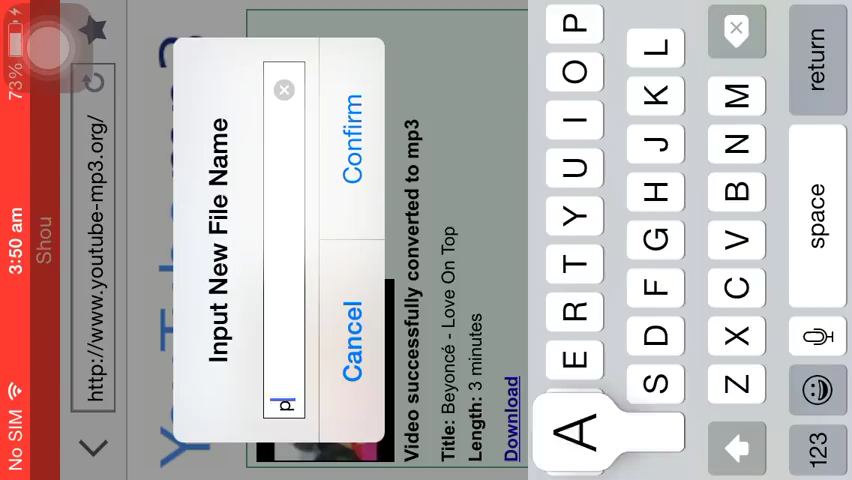 No SIM 3:50 am 73%
Shou
http://www.youtube-mp3.org/
Input New File Name
p
Cancel Confirm
Video successfully converted to mp3
Title: Beyoncé - Love On Top
Length: 3 minutes
Download
E R T Y U I O P
A S D F G H J K L
Z X C V B N M
123 space return